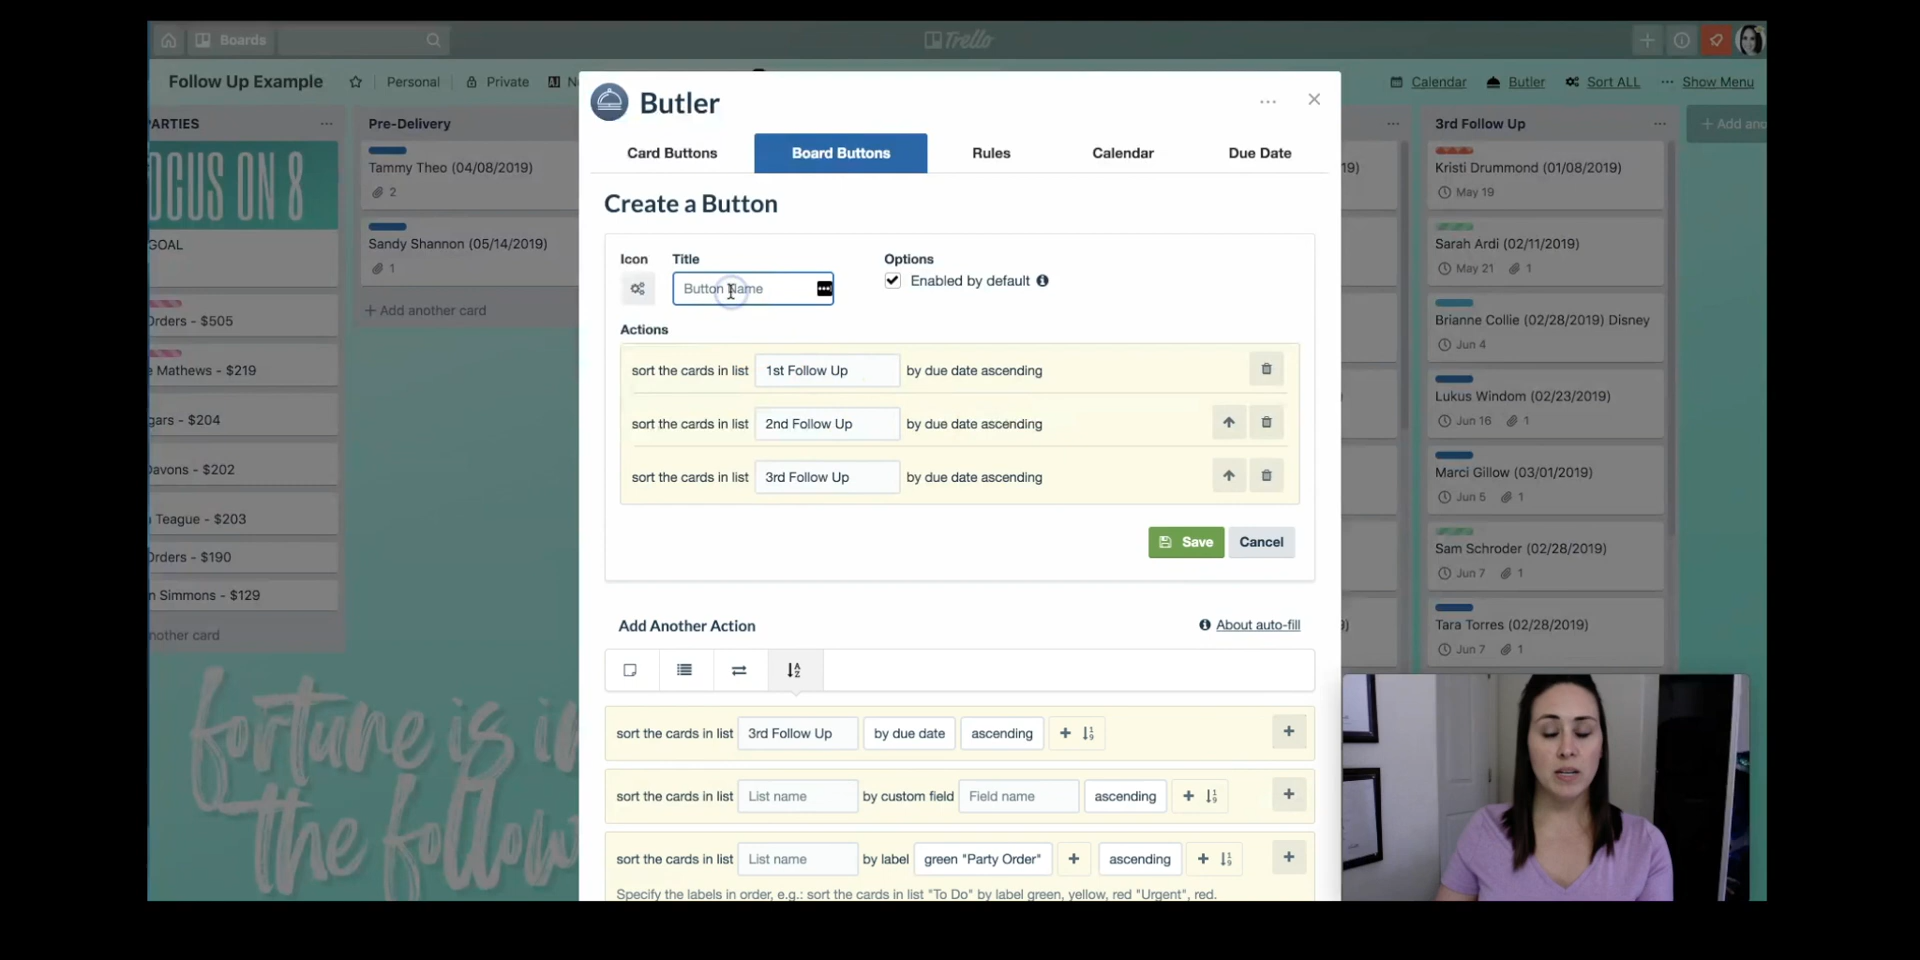 Boards
Trello
Follow Up Example
Personal
Private
Calendar
Butler
Sort ALL
Show Menu
PARTIES
FOCUS ON 8
GOAL
Orders - $505
Mathews - $219
gars - $204
Davons - $202
Teague - $203
Orders - $190
Simmons - $129
nother card
Pre-Delivery
Tammy Theo (04/08/2019)
2
Sandy Shannon (05/14/2019)
1
+ Add another card
fortune is in
the follow
Butler
Card Buttons
Board Buttons
Rules
Calendar
Due Date
Create a Button
Icon
Title
Options
Button Name
Enabled by default
Actions
sort the cards in list 1st Follow Up by due date ascending
sort the cards in list 2nd Follow Up by due date ascending
sort the cards in list 3rd Follow Up by due date ascending
Save
Cancel
Add Another Action
About auto-fill
sort the cards in list 3rd Follow Up by due date ascending
sort the cards in list List name by custom field Field name ascending
sort the cards in list List name by label green "Party Order" ascending
Specify the labels in order, e.g.: sort the cards in list "To Do" by label green, yellow, red "Urgent", red.
3rd Follow Up
Kristi Drummond (01/08/2019)
May 19
Sarah Ardi (02/11/2019)
May 21 1
Brianne Collie (02/28/2019) Disney
Jun 4
Lukus Windom (02/23/2019)
Jun 16 1
Marci Gillow (03/01/2019)
Jun 5 1
Sam Schroder (02/28/2019)
Jun 7 1
Tara Torres (02/28/2019)
Jun 7 1
+ Add ano